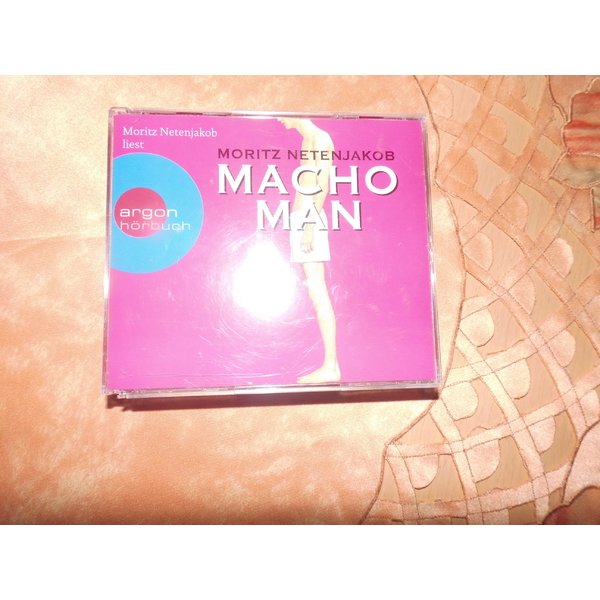 Moritz Netenjakob
liest
MORITZ NETENJAKOB
MACHO
MAN
argon
hörbuch